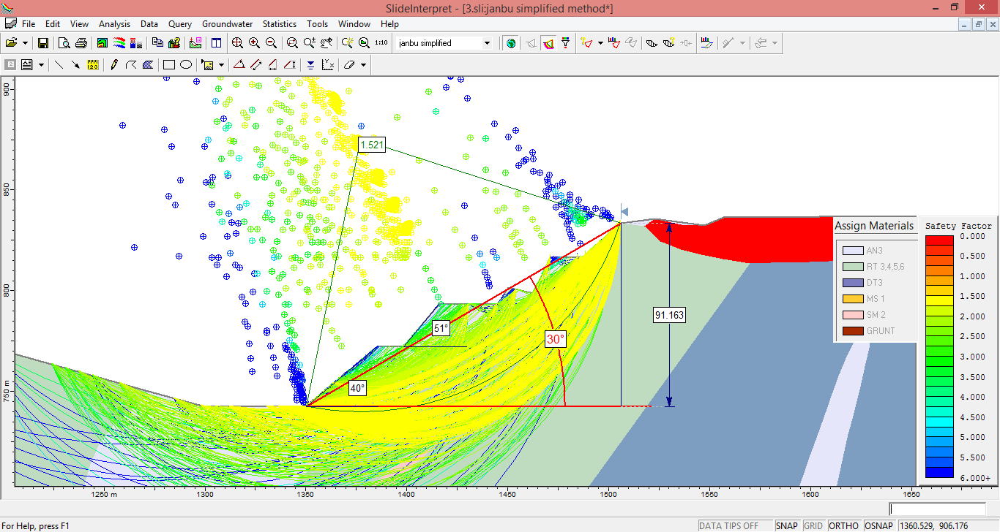 SlideInterpret - [3.sli:janbu simplified method*]
File Edit View Analysis Data Query Groundwater Statistics Tools Window Help
1:10 janbu simplified
2 123
900
1.521
850
Assign Materials
AN3
RT 3,4,5,6
DT3
MS 1
SM 2
GRUNT
Safety Factor
0.000
0.500
1.000
1.500
2.000
2.500
3.000
3.500
4.000
4.500
5.000
5.500
6.000+
800
91.163
51°
30°
40°
750 m
1250 m 1300 1350 1400 1450 1500 1550 1600 1650
For Help, press F1 DATA TIPS OFF SNAP GRID ORTHO OSNAP 1360.529, 906.176